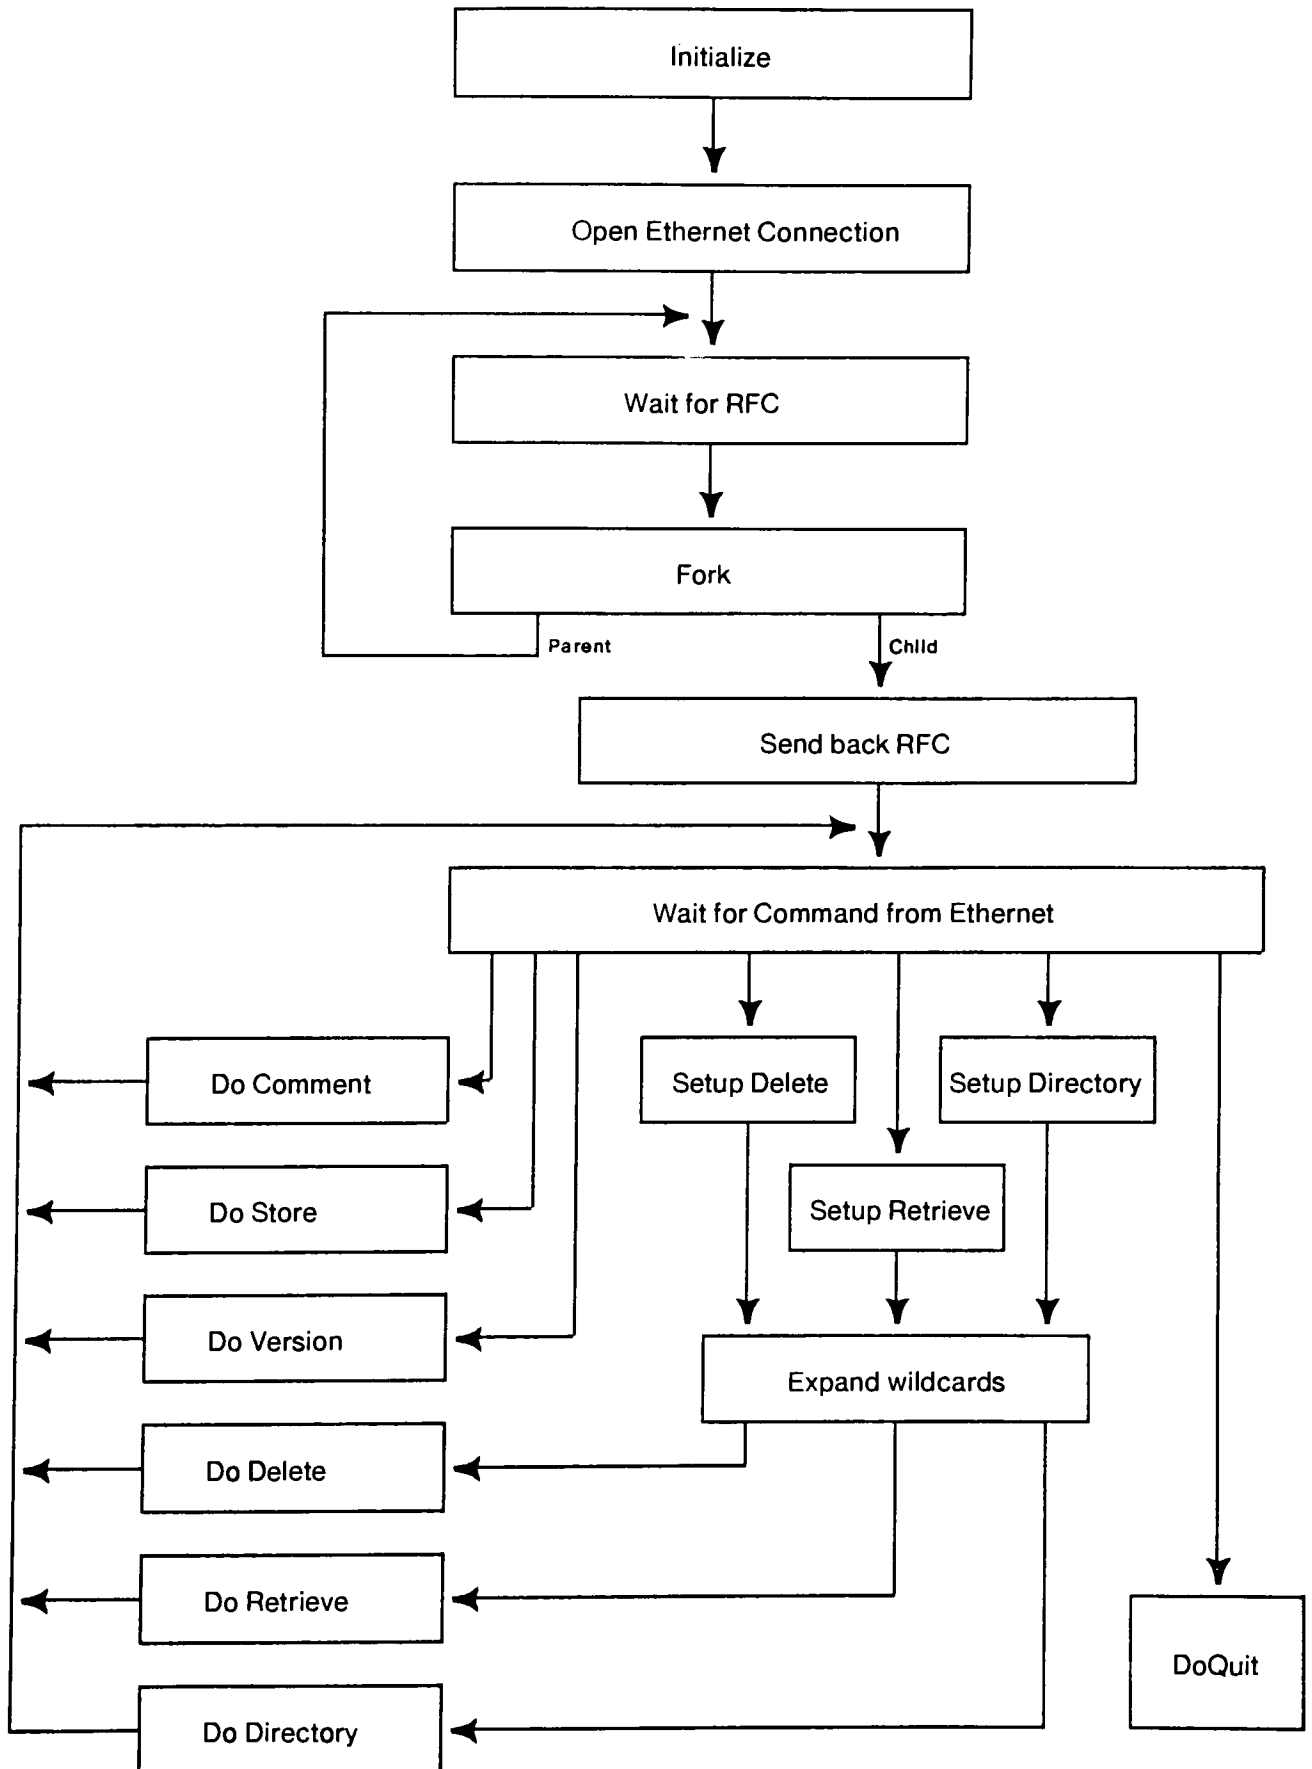 Initialize
Open Ethernet Connection
Wait for RFC
Fork
Parent
Child
Send back RFC
Wait for Command from Ethernet
Do Comment
Setup Delete
Setup Directory
Do Store
Setup Retrieve
Do Version
Expand wildcards
Do Delete
Do Retrieve
DoQuit
Do Directory